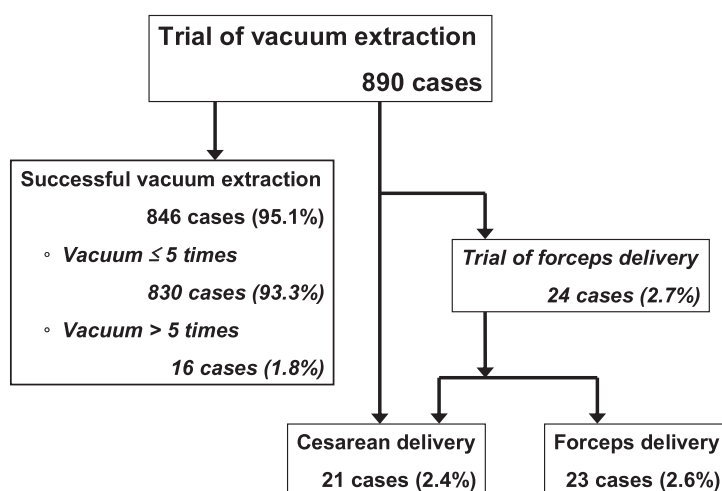 Trial of vacuum extraction
890 cases
Successful vacuum extraction
846 cases (95.1%)
◦ Vacuum ≤ 5 times
830 cases (93.3%)
◦ Vacuum > 5 times
16 cases (1.8%)
Trial of forceps delivery
24 cases (2.7%)
Cesarean delivery
21 cases (2.4%)
Forceps delivery
23 cases (2.6%)